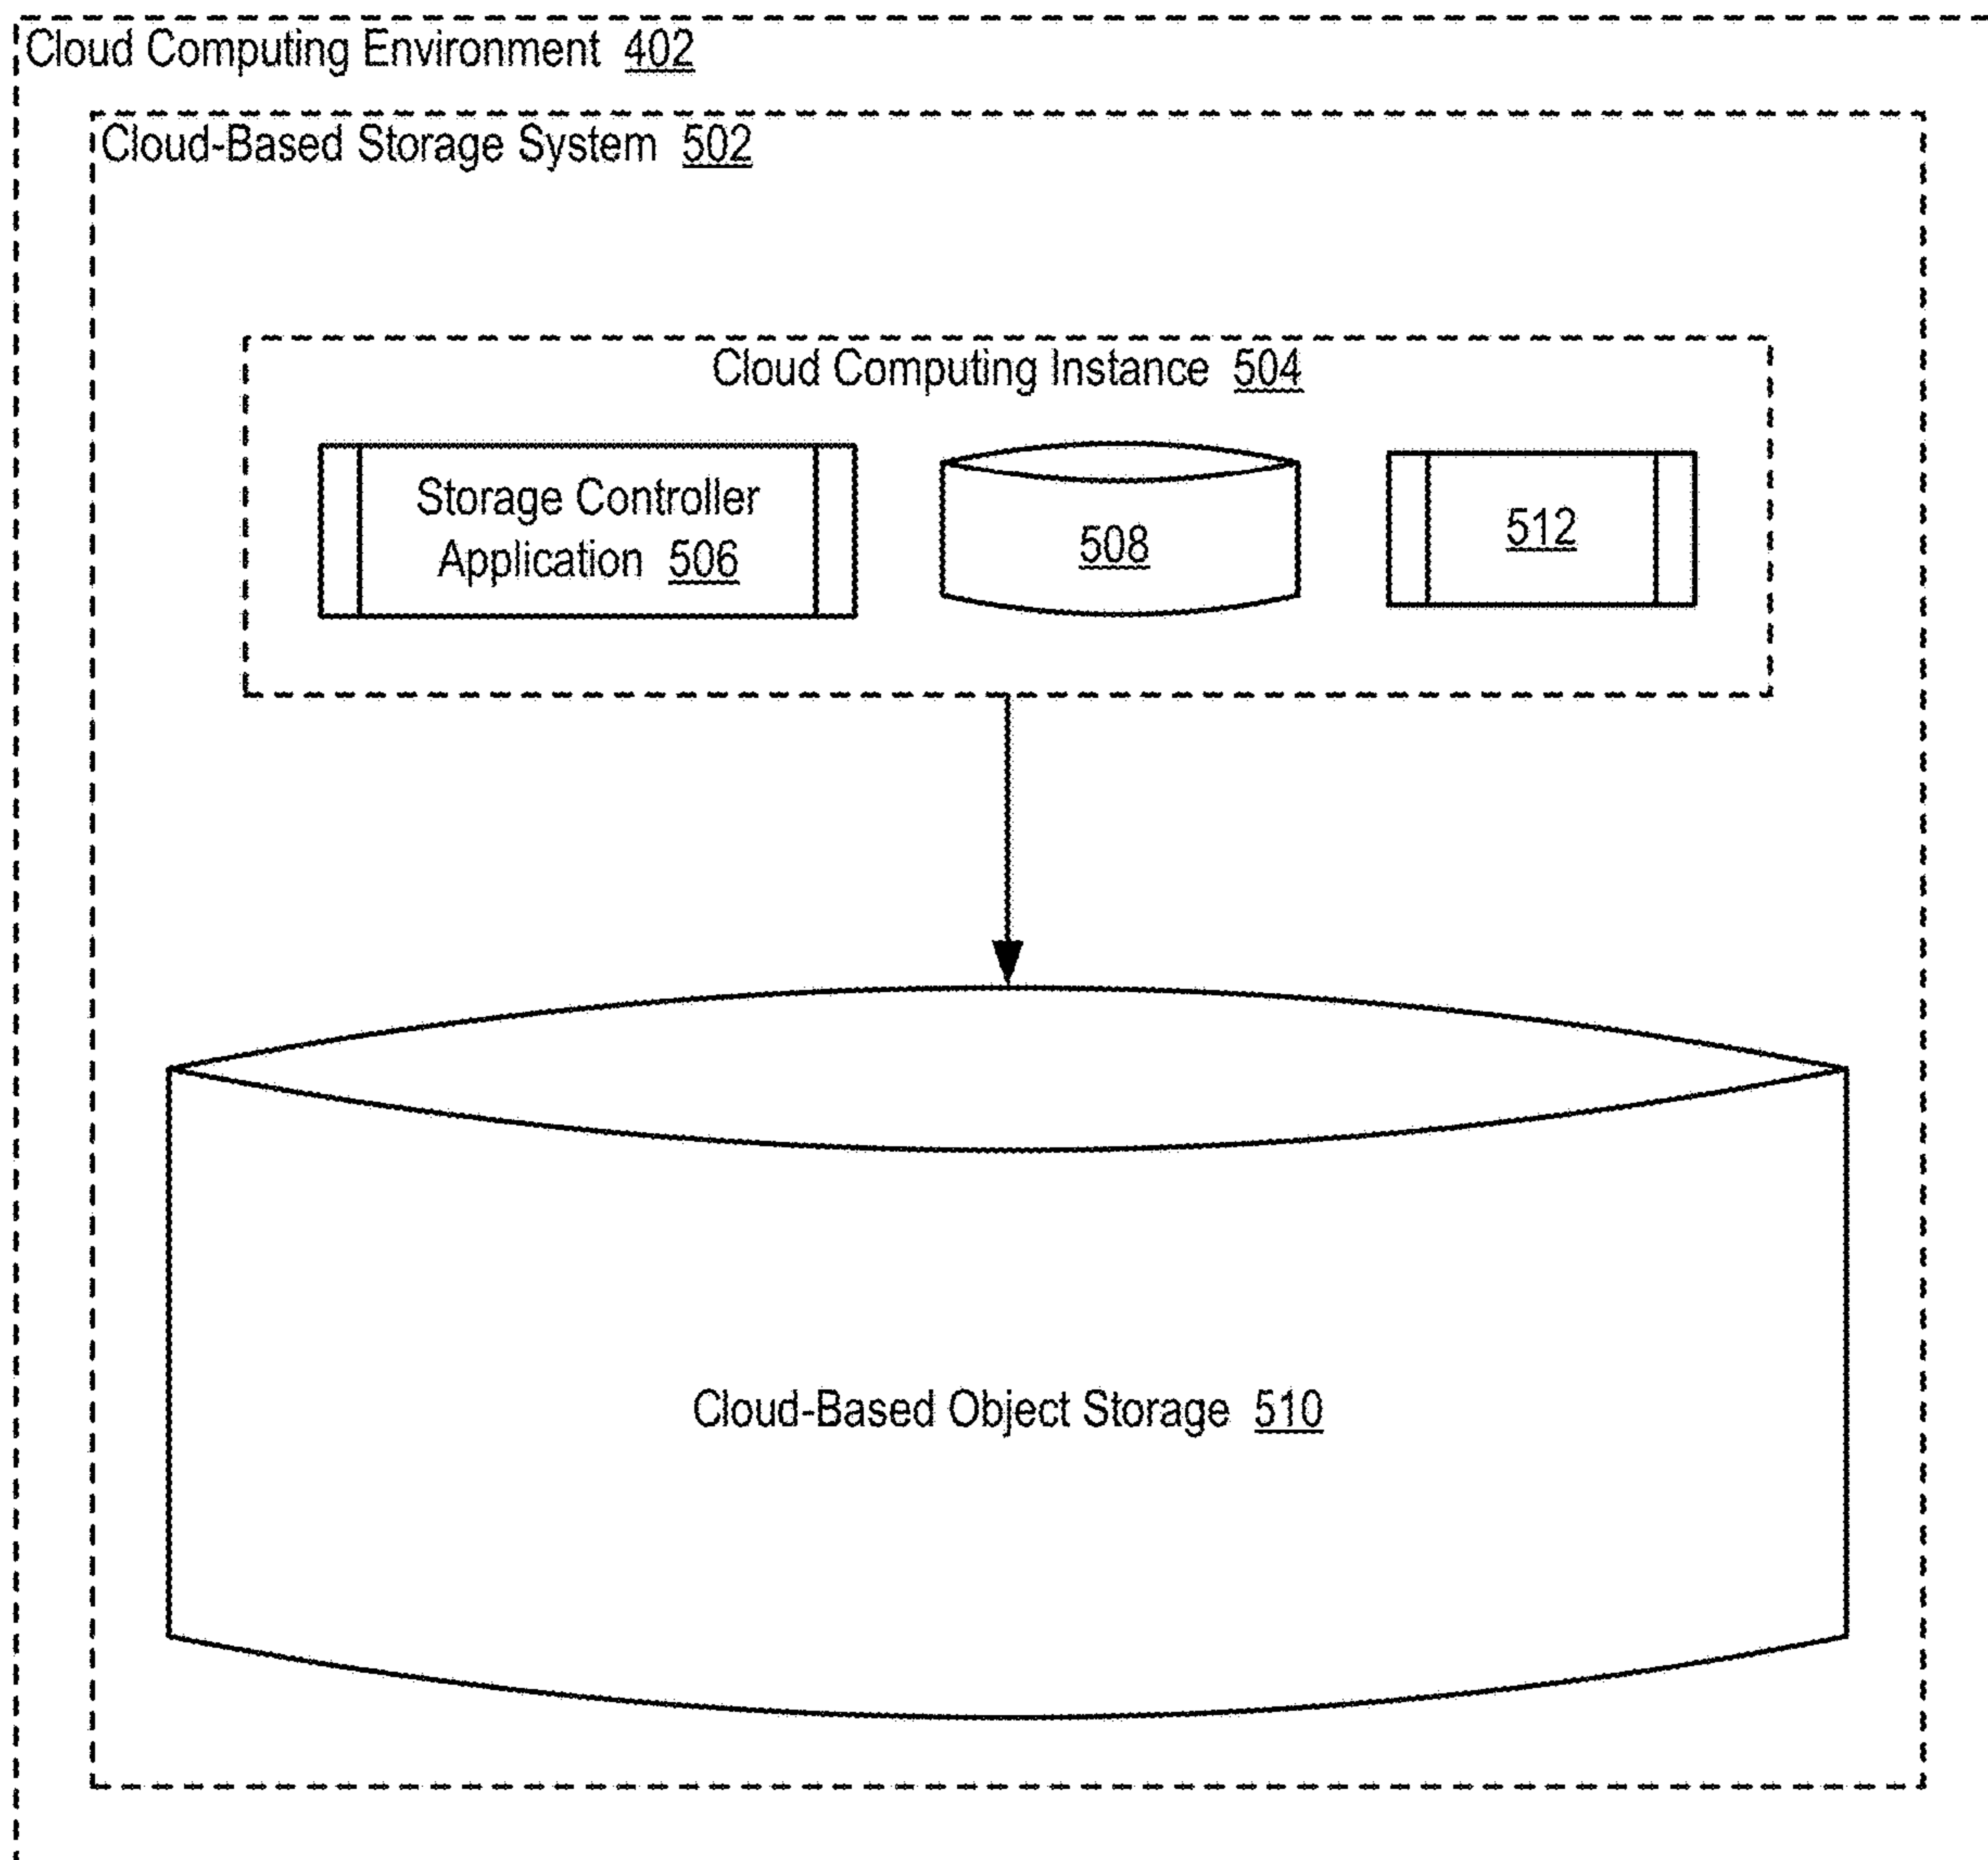 Cloud Computing Environment 402
Cloud-Based Storage System 502
Cloud Computing Instance 504
Storage Controller
Application 506
508
512
Cloud-Based Object Storage 510